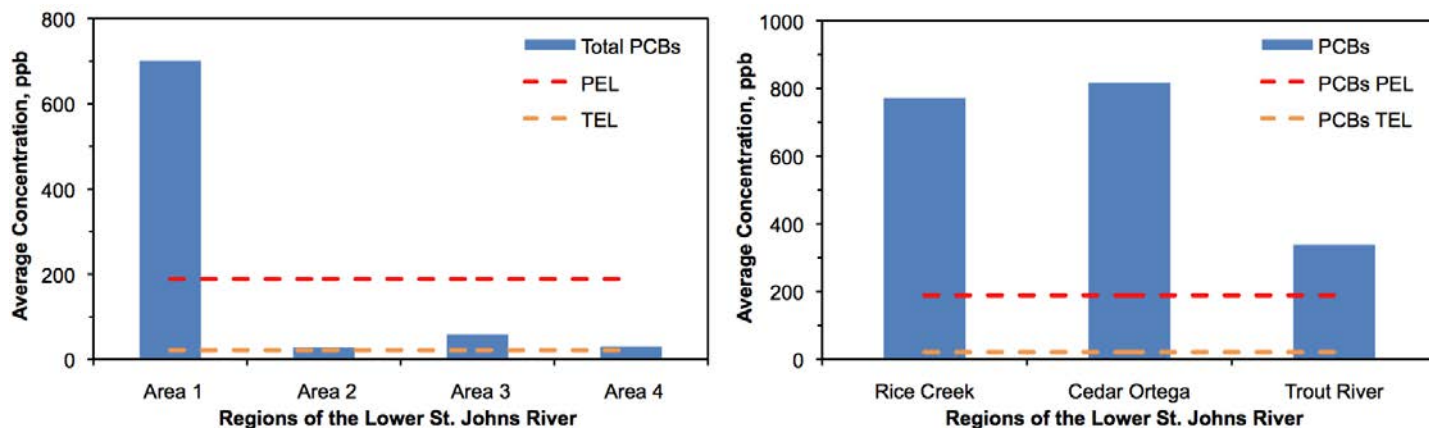 Average Concentration, ppb
800
600
400
200
0
Total PCBs
PEL
TEL
Area 1
Area 2
Area 3
Area 4
Regions of the Lower St. Johns River
Average Concentration, ppb
1000
800
600
400
200
0
PCBs
PCBs PEL
PCBs TEL
Rice Creek
Cedar Ortega
Trout River
Regions of the Lower St. Johns River